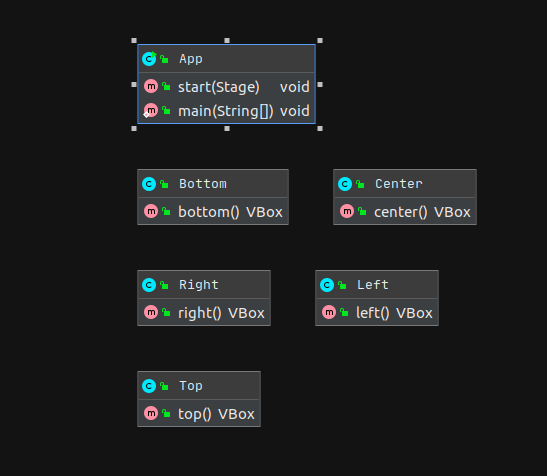 App
start(Stage) void
main(String[]) void
Bottom
bottom() VBox
Center
center() VBox
Right
right() VBox
Left
left() VBox
Top
top() VBox